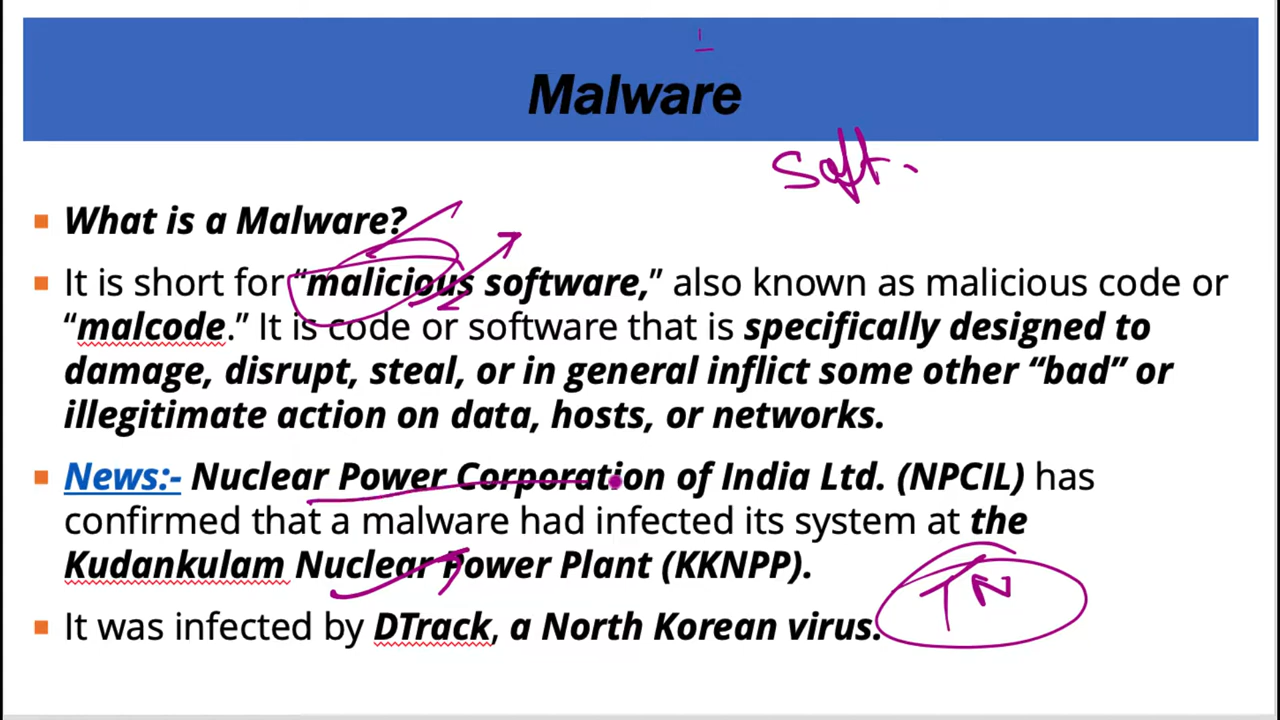 Malware
Soft.
What is a Malware?
It is short for “malicious software,” also known as malicious code or
“malcode.” It is code or software that is specifically designed to
damage, disrupt, steal, or in general inflict some other “bad” or
illegitimate action on data, hosts, or networks.
News:- Nuclear Power Corporation of India Ltd. (NPCIL) has
confirmed that a malware had infected its system at the
Kudankulam Nuclear Power Plant (KKNPP).
TN
It was infected by DTrack, a North Korean virus.